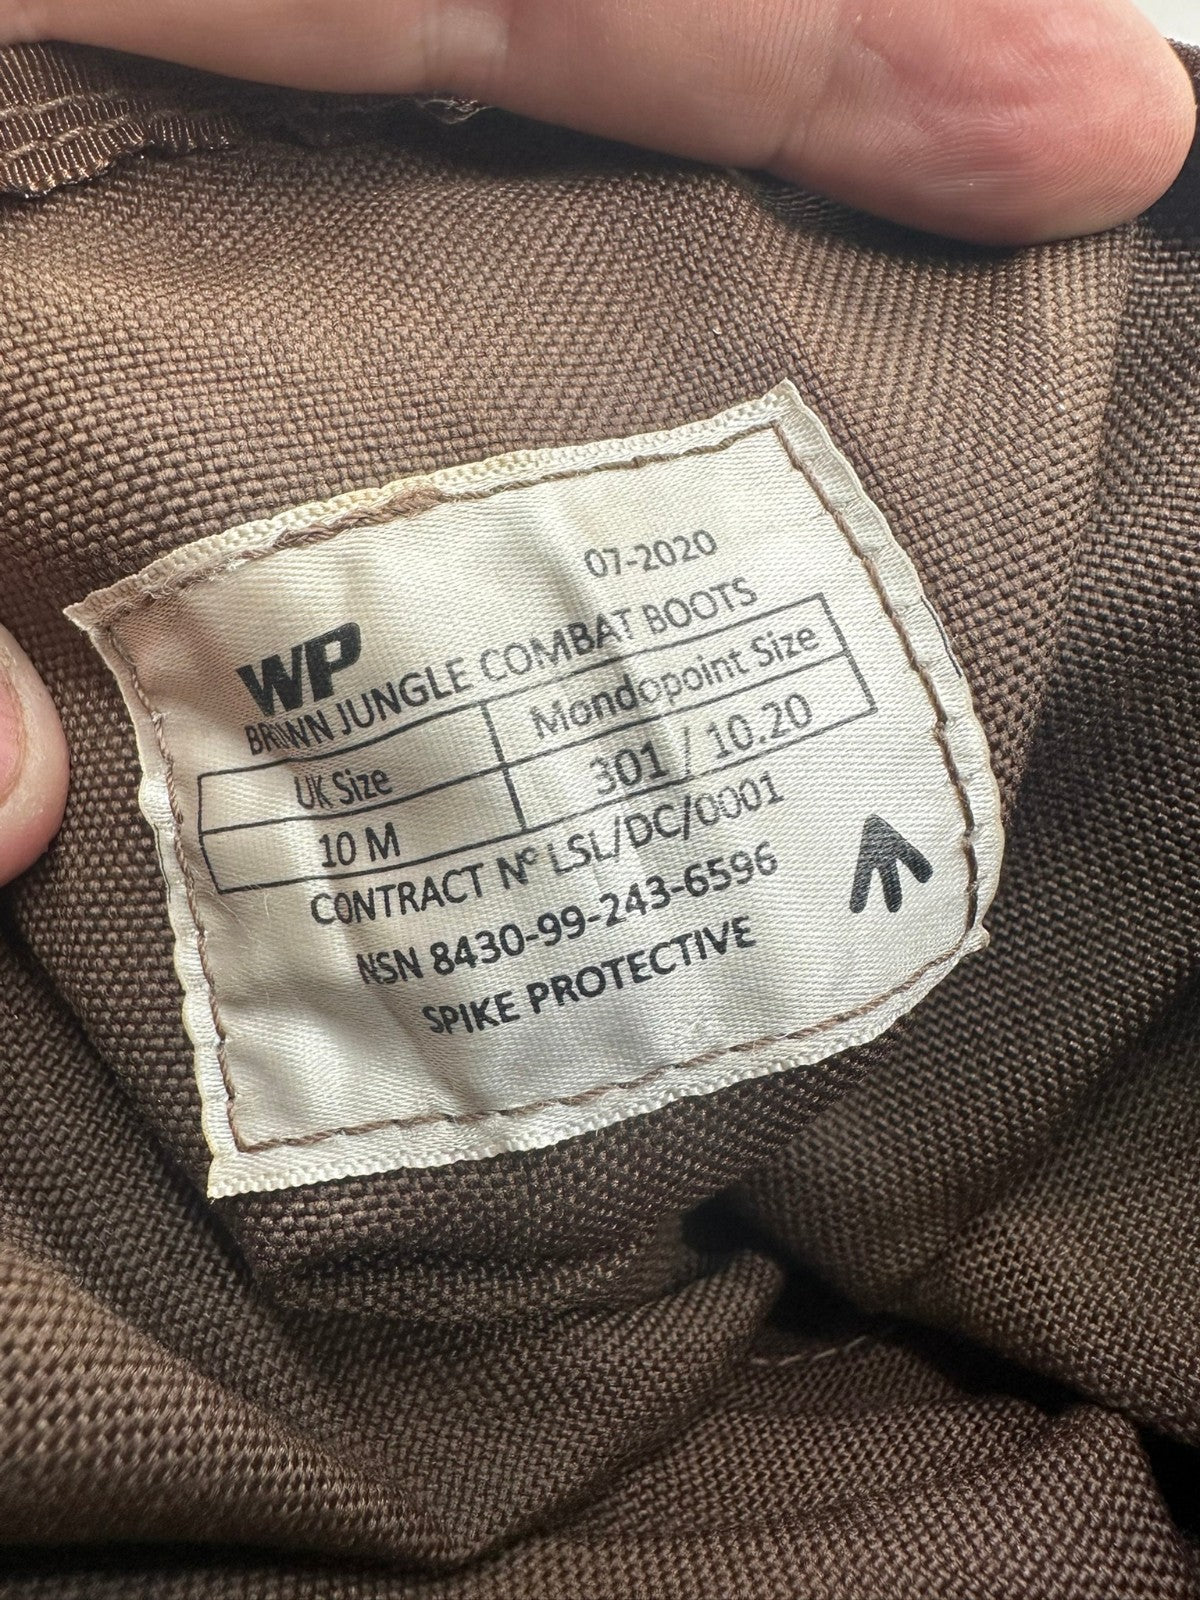 07-2020
WP
BROWN JUNGLE COMBAT BOOTS
UK Size Mondopoint Size
10 M 301 / 10.20
CONTRACT Nº LSL/DC/0001
NSN 8430-99-243-6596
SPIKE PROTECTIVE